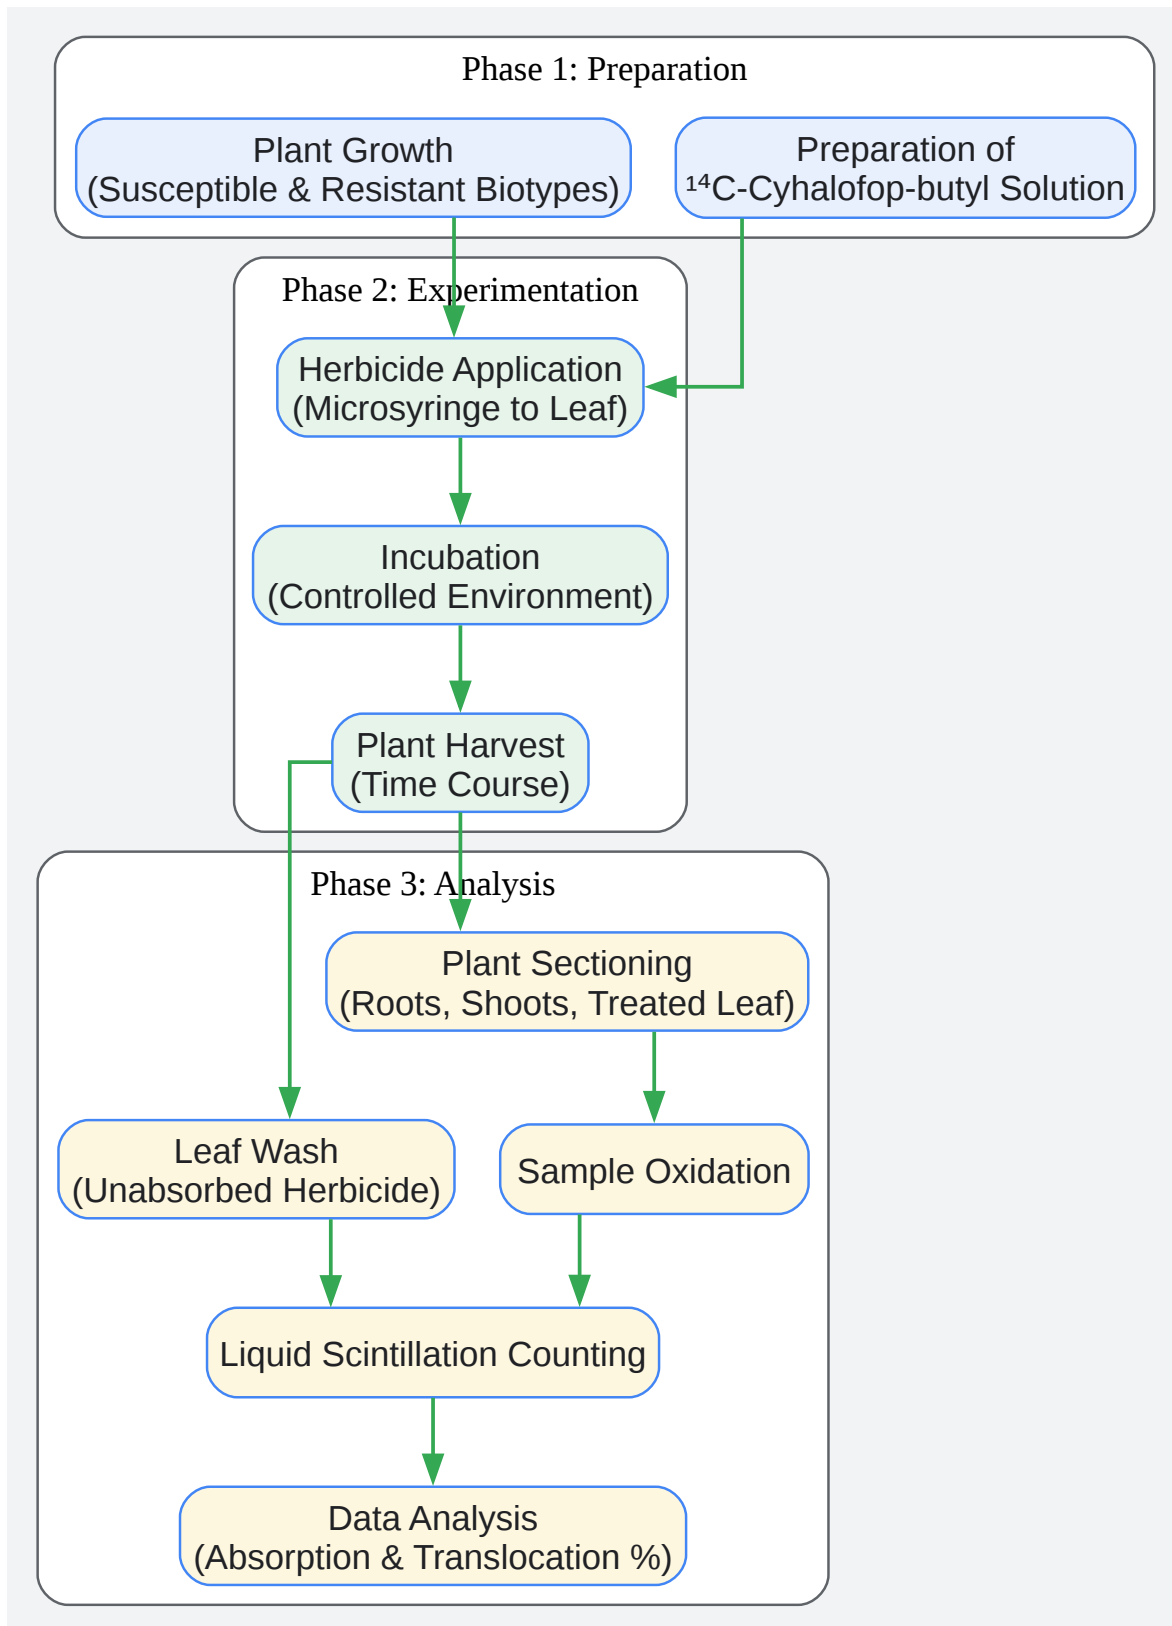 Phase 1: Preparation
Plant Growth
(Susceptible & Resistant Biotypes)
Preparation of
¹⁴C-Cyhalofop-butyl Solution
Phase 2: Experimentation
Herbicide Application
(Microsyringe to Leaf)
Incubation
(Controlled Environment)
Plant Harvest
(Time Course)
Phase 3: Analysis
Plant Sectioning
(Roots, Shoots, Treated Leaf)
Leaf Wash
(Unabsorbed Herbicide)
Sample Oxidation
Liquid Scintillation Counting
Data Analysis
(Absorption & Translocation %)